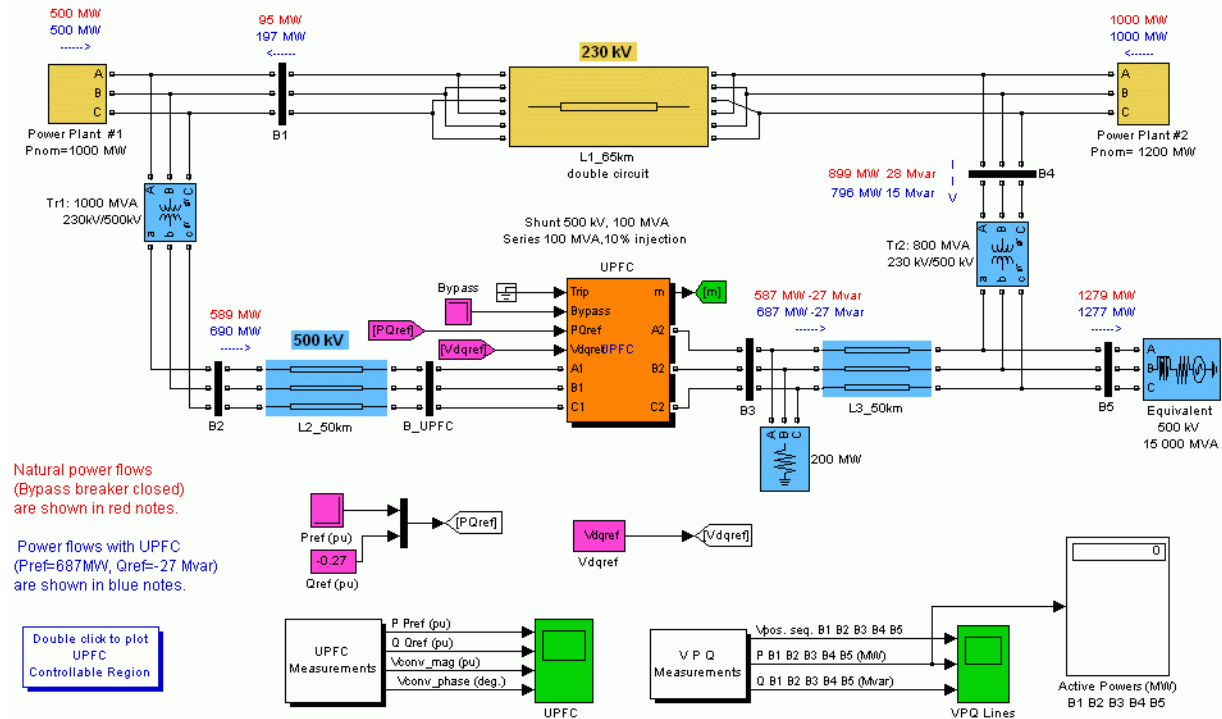 500 MW
500 MW
------>
95 MW
197 MW
<------
230 kV
1000 MW
1000 MW
<------
A
B
C
Power Plant #1
Pnom=1000 MW
B1
L1_65km
double circuit
A
B
C
Power Plant #2
Pnom= 1200 MW
899 MW 28 Mvar
796 MW 15 Mvar
B4
A B C
Tr1: 1000 MVA
230kV/500kV
a b c
Shunt 500 kV, 100 MVA
Series 100 MVA,10% injection
UPFC
A B C
Tr2: 800 MVA
230 kV/500 kV
a b c
Bypass
Trip
Bypass
PQref
Vdqref
UPFC
A1
B1
C1
m
A2
B2
C2
[m]
[PQref]
[Vdqref]
589 MW
690 MW
---->
500 kV
587 MW -27 Mvar
687 MW -27 Mvar
------>
1279 MW
1277 MW
------>
B2
L2_50km
B_UPFC
B3
L3_50km
B5
A
B
C
Equivalent
500 kV
15 000 MVA
A B C
200 MW
Natural power flows
(Bypass breaker closed)
are shown in red notes.
Power flows with UPFC
(Pref=687MW, Qref=-27 Mvar)
are shown in blue notes.
Pref (pu)
-0.27
Qref (pu)
[PQref]
Vdqref
Vdqref
[Vdqref]
0
Active Powers (MW)
B1 B2 B3 B4 B5
Double click to plot
UPFC
Controllable Region
UPFC
Measurements
P Pref (pu)
Q Qref (pu)
Vconv_mag (pu)
Vconv_phase (deg.)
UPFC
V P Q
Measurements
Vpos. seq. B1 B2 B3 B4 B5
P B1 B2 B3 B4 B5 (MW)
Q B1 B2 B3 B4 B5 (Mvar)
VPQ Lines